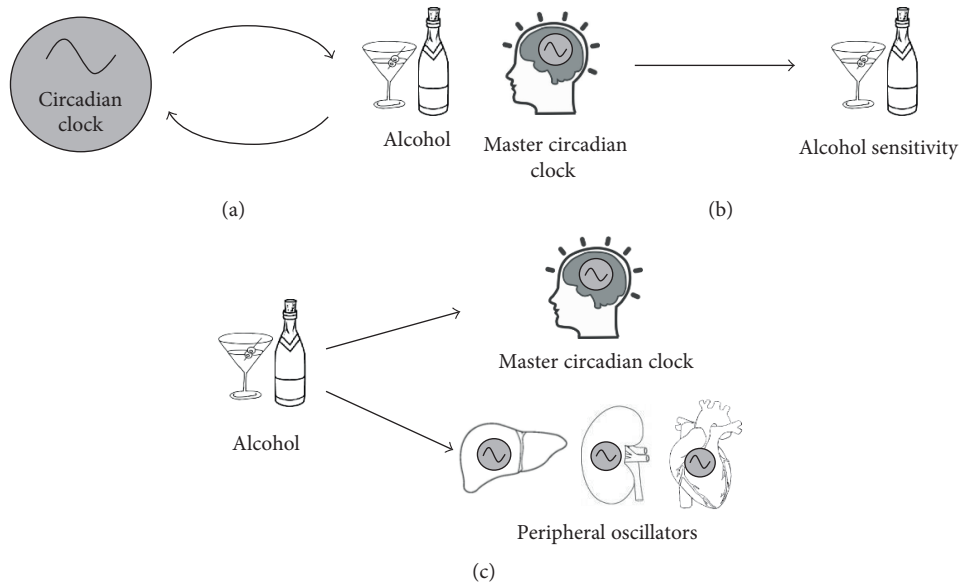 Circadian
clock
Alcohol
(a)
Master circadian
clock
Alcohol sensitivity
(b)
Alcohol
Master circadian clock
Peripheral oscillators
(c)